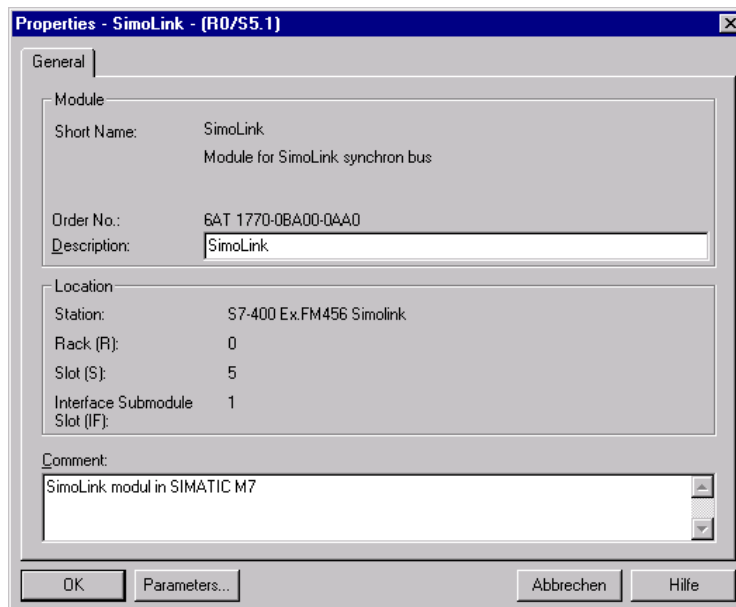 Properties - SimoLink - (R0/S5.1)
General
Module
Short Name: SimoLink
Module for SimoLink synchron bus
Order No.: 6AT 1770-0BA00-0AA0
Description: SimoLink
Location
Station: S7-400 Ex.FM456 Simolink
Rack (R): 0
Slot (S): 5
Interface Submodule 1
Slot (IF):
Comment:
SimoLink modul in SIMATIC M7
OK Parameters... Abbrechen Hilfe